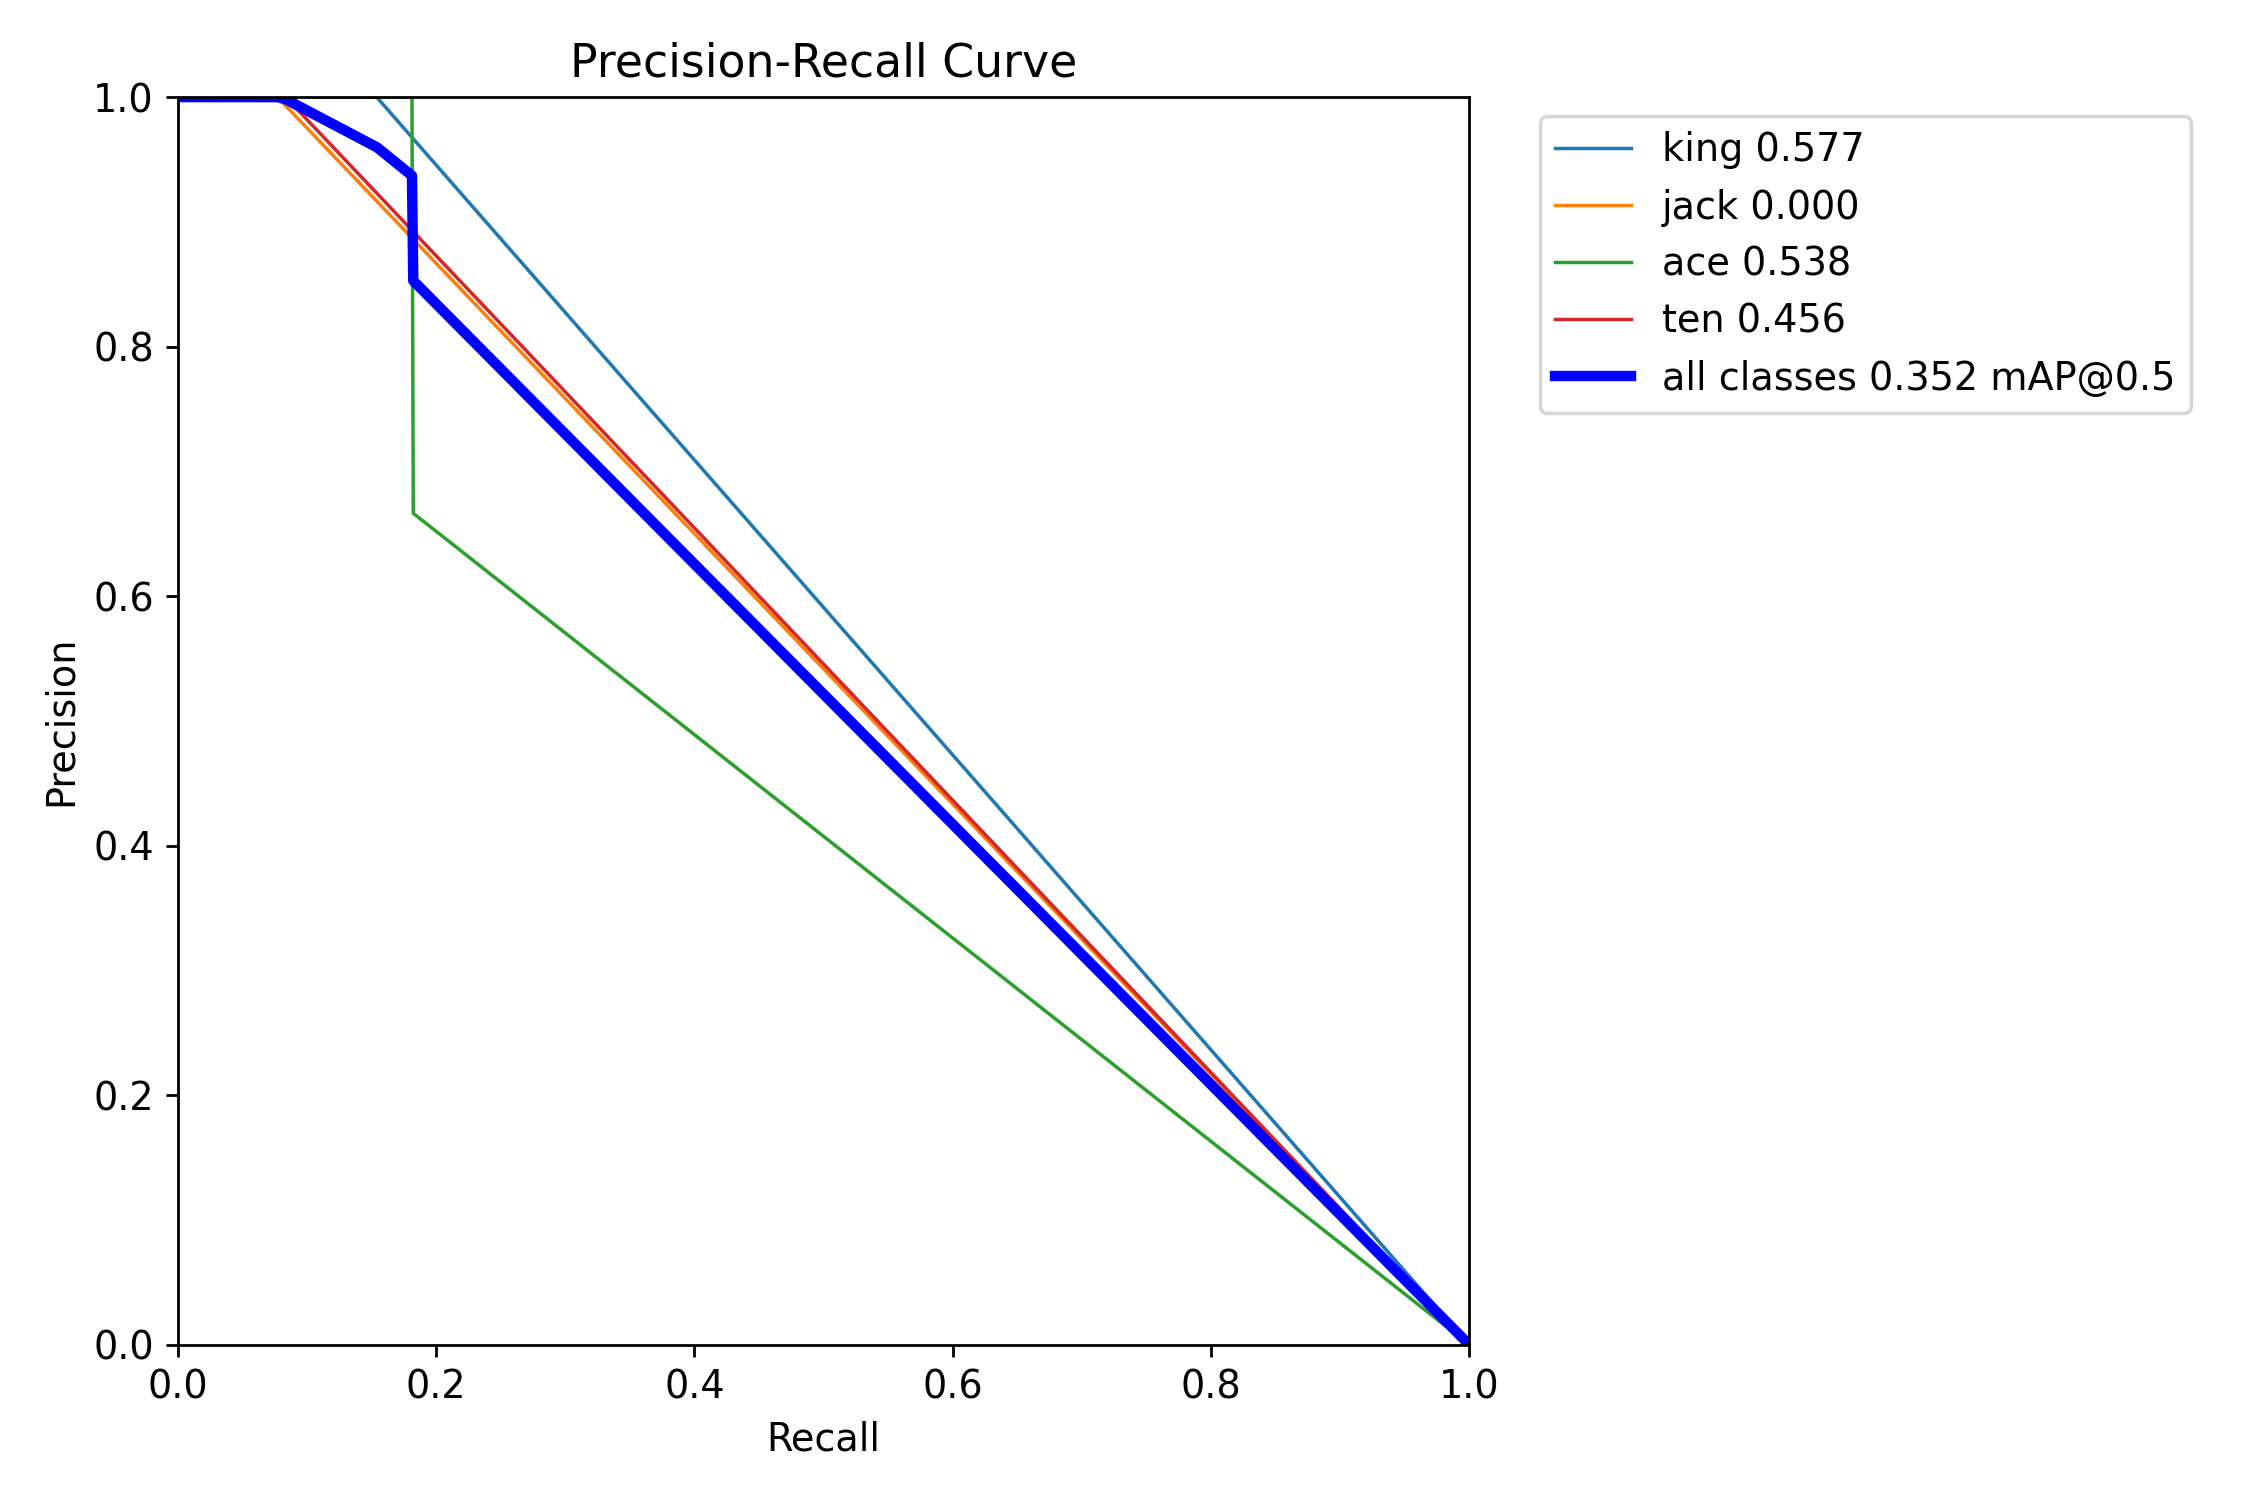 Precision-Recall Curve
1.0
0.8
0.6
0.4
0.2
0.0
Precision
0.0 0.2 0.4 0.6 0.8 1.0
Recall
king 0.577
jack 0.000
ace 0.538
ten 0.456
all classes 0.352 mAP@0.5